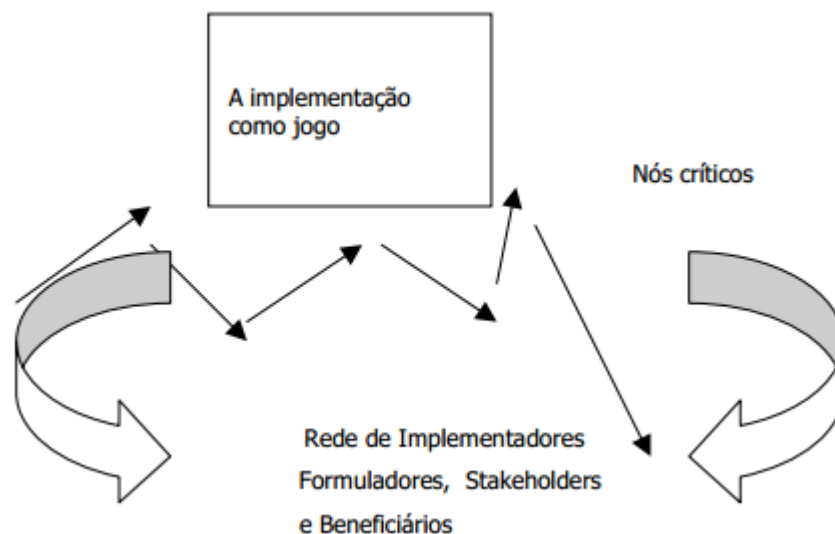 A implementação
como jogo
Nós críticos
Rede de Implementadores
Formuladores, Stakeholders
e Beneficiários